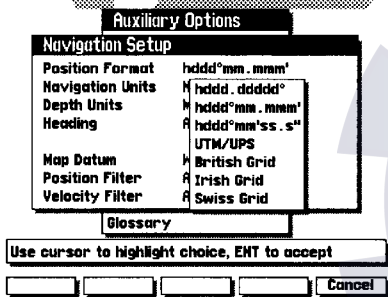 Auxiliary Options
Navigation Setup
Position Format hddd°mm.mmm'
Navigation Units
Depth Units
Heading
hddd.ddddd°
hddd°mm.mmm'
hddd°mm'ss.s"
UTM/UPS
British Grid
Irish Grid
Swiss Grid
Map Datum
Position Filter
Velocity Filter
Glossary
Use cursor to highlight choice, ENT to accept
Cancel